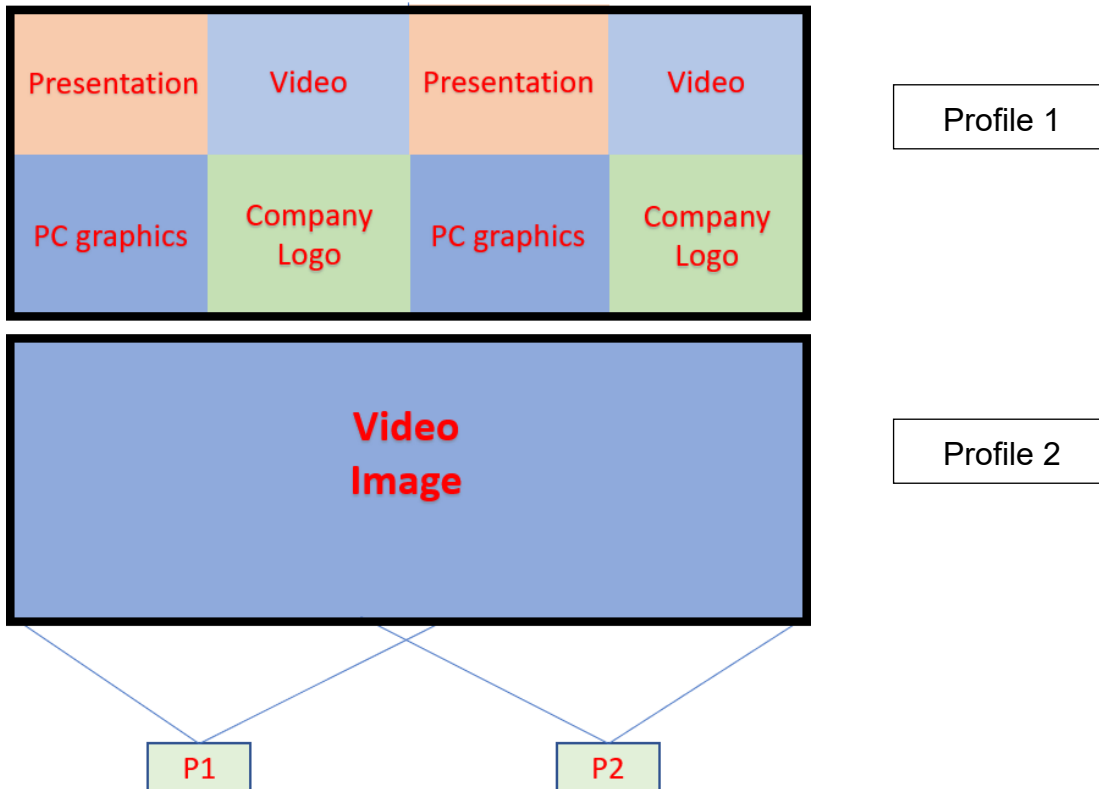 Presentation Video Presentation Video
Profile 1
PC graphics Company Logo PC graphics Company Logo
Video
Image
Profile 2
P1 P2